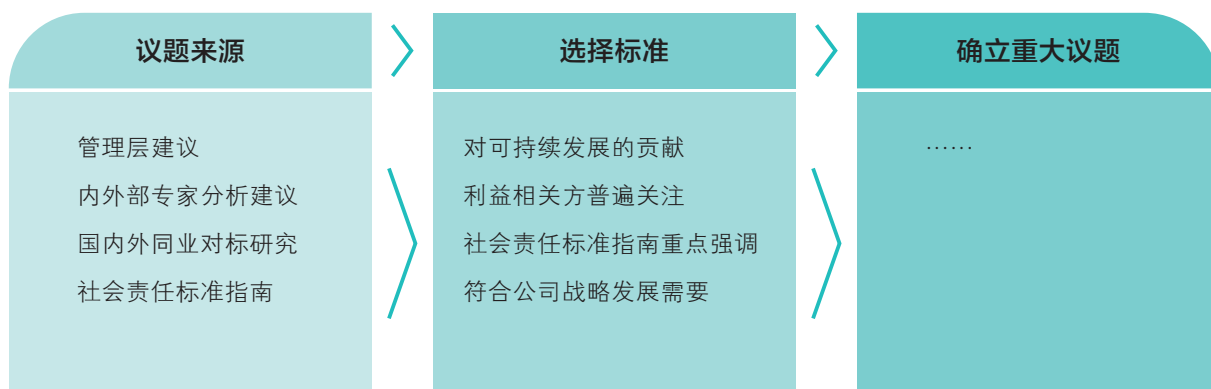 议题来源
选择标准
确立重大议题
管理层建议
内外部专家分析建议
国内外同业对标研究
社会责任标准指南
对可持续发展的贡献
利益相关方普遍关注
社会责任标准指南重点强调
符合公司战略发展需要
……